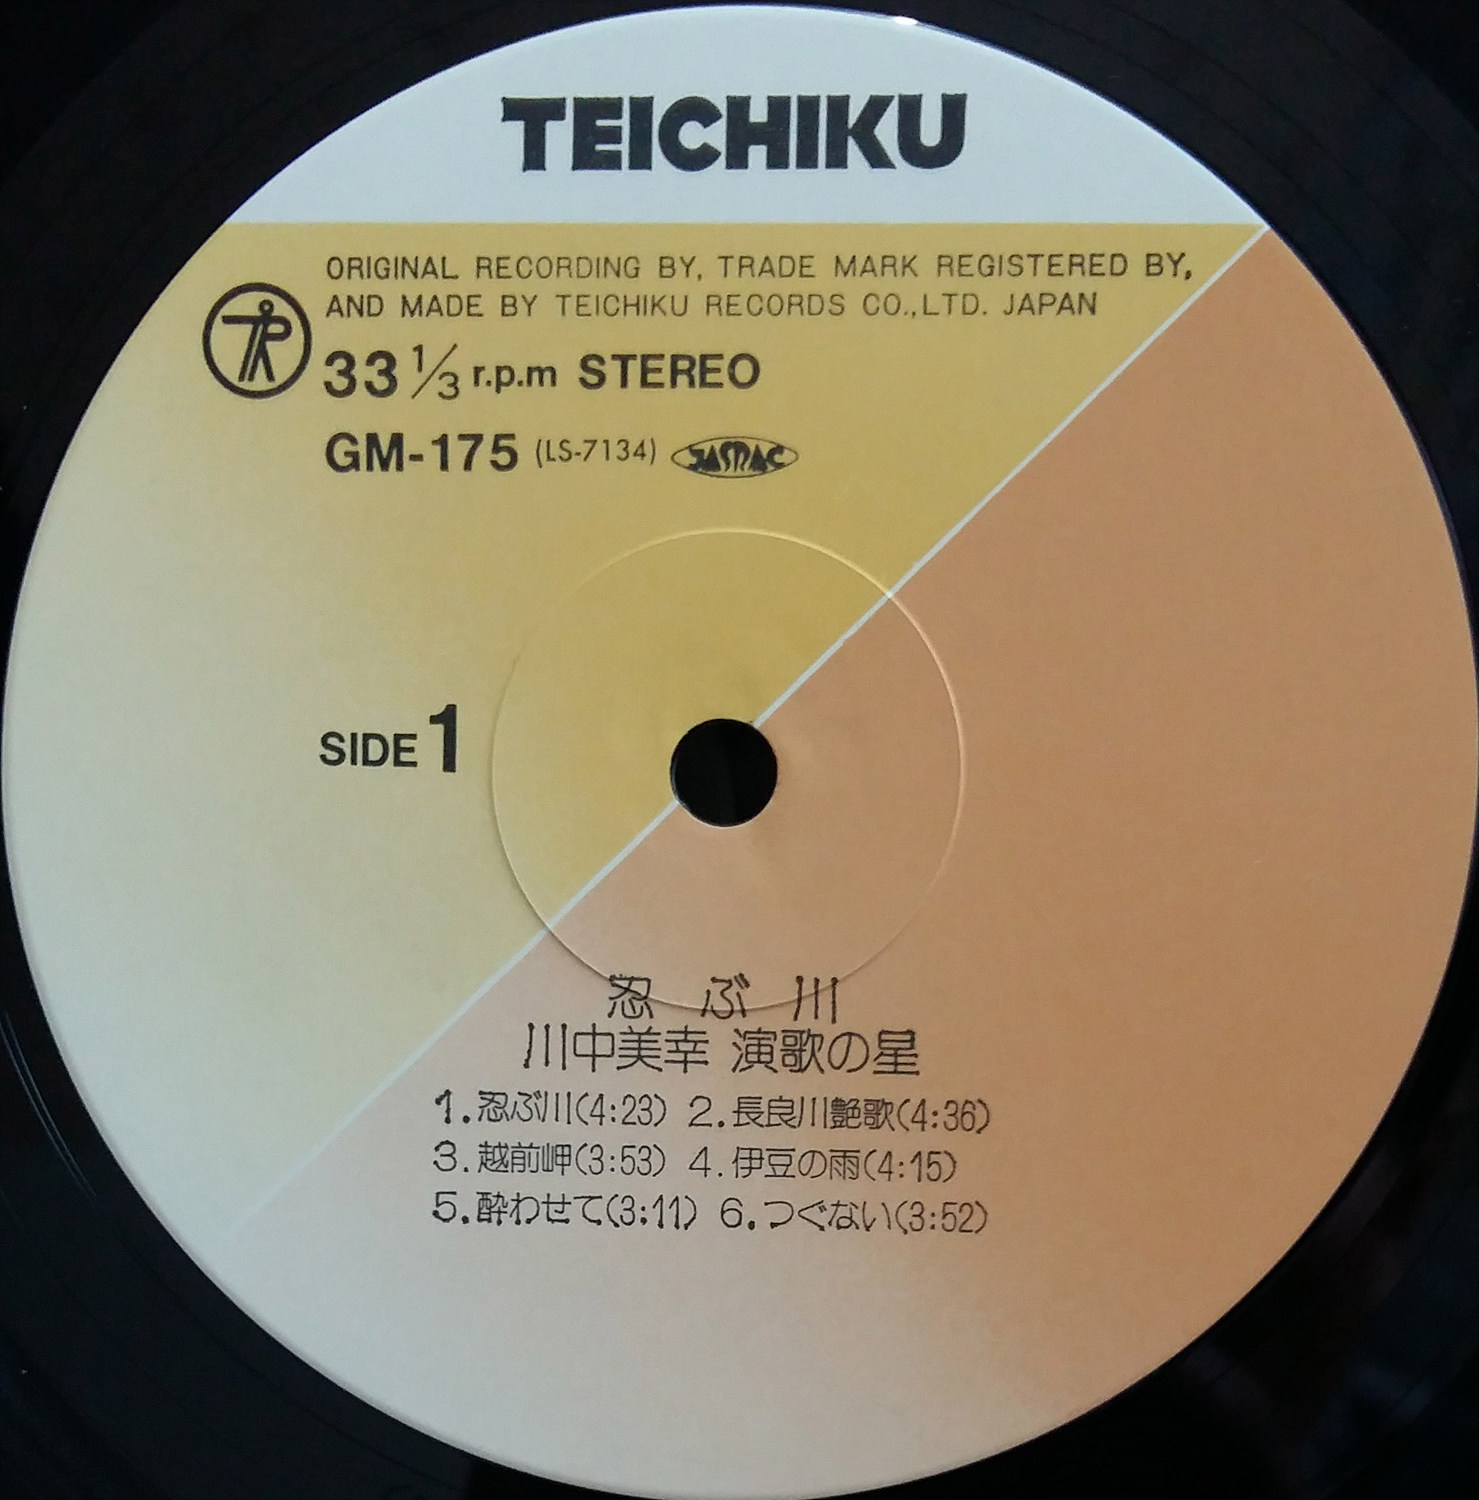 TEICHIKU
ORIGINAL RECORDING BY, TRADE MARK REGISTERED BY,
AND MADE BY TEICHIKU RECORDS CO.,LTD. JAPAN
33 1/3 r.p.m STEREO
GM-175 (LS-7134) JASRAC
SIDE 1
忍ぶ川
川中美幸 演歌の星
1.忍ぶ川(4:23) 2.長良川艶歌(4:36)
3.越前岬(3:53) 4.伊豆の雨(4:15)
5.酔わせて(3:11) 6.つぐない(3:52)